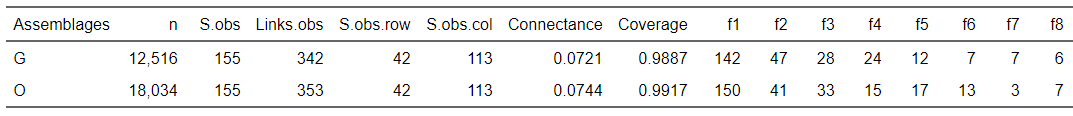 Assemblages n S.obs Links.obs S.obs.row S.obs.col Connectance Coverage f1 f2 f3 f4 f5 f6 f7 f8
G 12,516 155 342 42 113 0.0721 0.9887 142 47 28 24 12 7 7 6
O 18,034 155 353 42 113 0.0744 0.9917 150 41 33 15 17 13 3 7